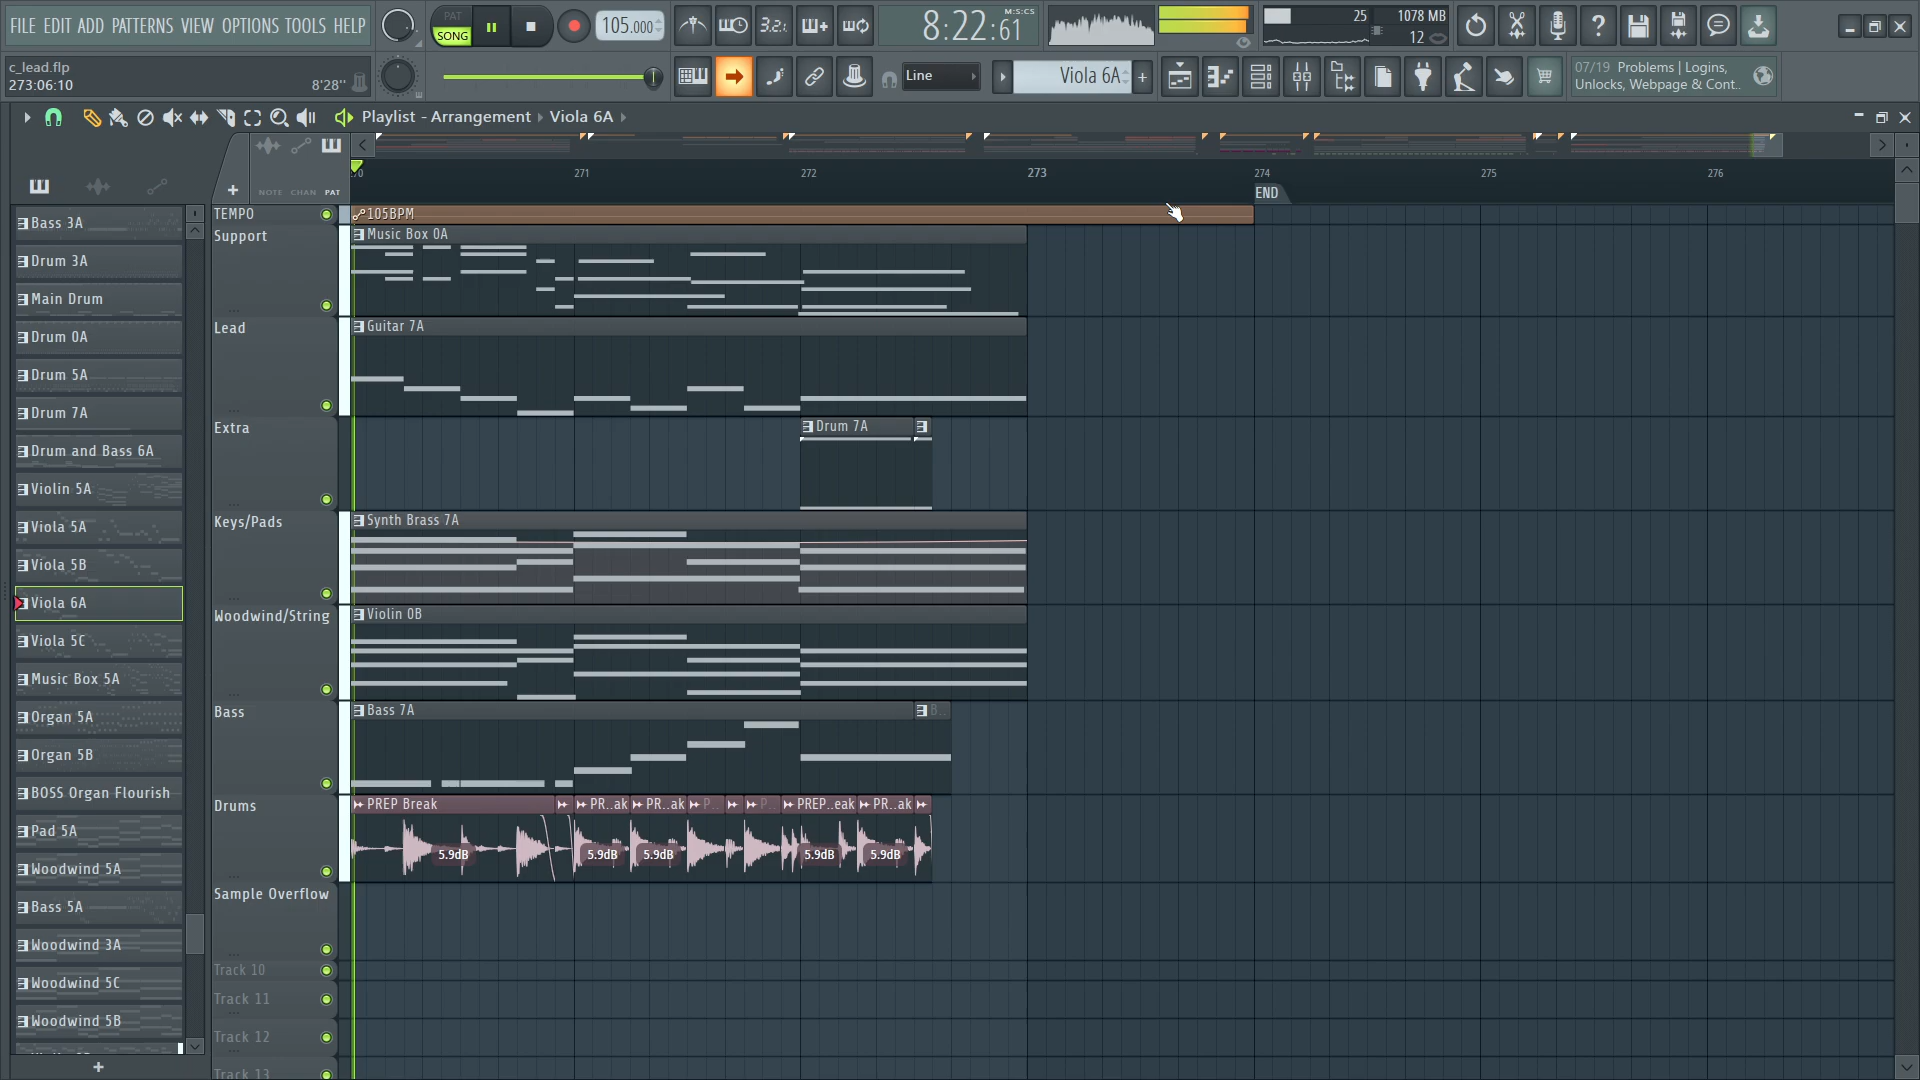 FILE EDIT ADD PATTERNS VIEW OPTIONS TOOLS HELP
PAT
SONG
105.000
3.2.
8:22:61
M:S:CS
25
1078 MB
12
c_lead.flp
273:06:10
8'28"
Line
Viola 6A
07/19 Problems | Logins,
Unlocks, Webpage & Cont..
Playlist - Arrangement › Viola 6A ›
NOTE CHAN PAT
271
272
273
274
275
276
END
Bass 3A
Drum 3A
Main Drum
Drum 0A
Drum 5A
Drum 7A
Drum and Bass 6A
Violin 5A
Viola 5A
Viola 5B
Viola 6A
Viola 5C
Music Box 5A
Organ 5A
Organ 5B
BOSS Organ Flourish
Pad 5A
Woodwind 5A
Bass 5A
Woodwind 3A
Woodwind 5C
Woodwind 5B
TEMPO
105BPM
Support
Music Box 0A
Lead
Guitar 7A
Extra
Drum 7A
Keys/Pads
Synth Brass 7A
Woodwind/String
Violin 0B
Bass
Bass 7A
B..
Drums
PREP Break
PR..ak
PR..ak
P..
P..
PREP..eak
PR..ak
5.9dB
5.9dB
5.9dB
5.9dB
5.9dB
Sample Overflow
Track 10
Track 11
Track 12
Track 13